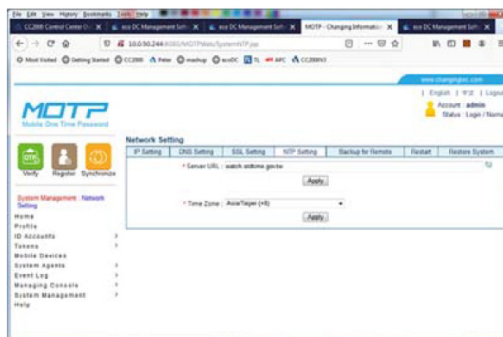 File Edit View History Bookmarks Tools Help
CC2000 Control Center O
eco DC Management Sof
eco DC Management Sof
MOTP - Changing Informatio
eco DC Management Sof
10.0.50.244:8080/MOTPWeb/SystemNTP.jsp
Most Visited Getting Started CC2000 Peter mashup ecoDC TL APC CC2000V3
www.changingtec.com
English | 中文 | Logout
MOTP
Mobile One Time Password
Account : admin
Status : Login / Norma
Verify Register Synchronize
Network Setting
IP Setting DNS Setting SSL Setting NTP Setting Backup for Remote Restart Restore System
* Server URL : watch.stdtime.gov.tw
Apply
* Time Zone : Asia/Taipei (+8)
Apply
System Management : Network Setting
Home
Profile
ID Accounts
Tokens
Mobile Devices
System Agents
Event Log
Managing Console
System Management
Help